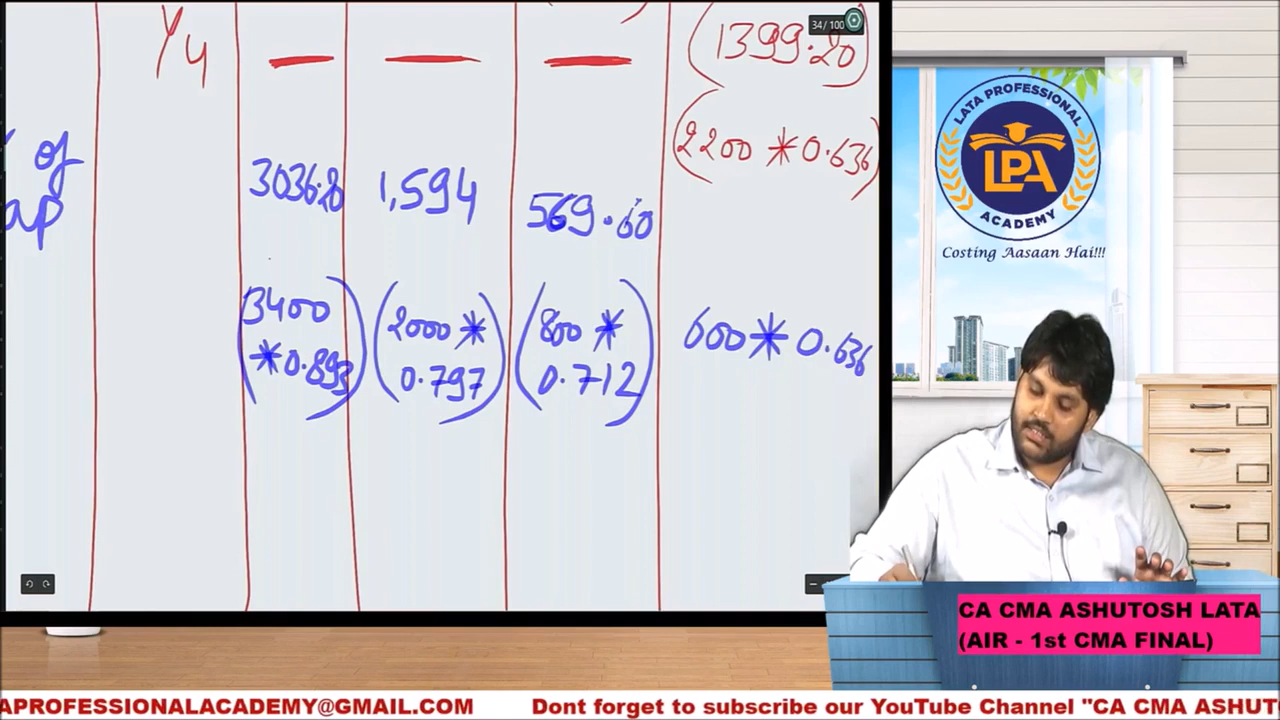 34/100
Y4 — — — (1399.20)
(2200 * 0.636)
of
ap
3036.20 1,594 569.60
(3400 * 0.893) (2000 * 0.797) (800 * 0.712) 600 * 0.636
LATA PROFESSIONAL
LPA
ACADEMY
Costing Aasaan Hai!!!
CA CMA ASHUTOSH LATA
(AIR - 1st CMA FINAL)
APROFESSIONALACADEMY@GMAIL.COM Dont forget to subscribe our YouTube Channel "CA CMA ASHUT